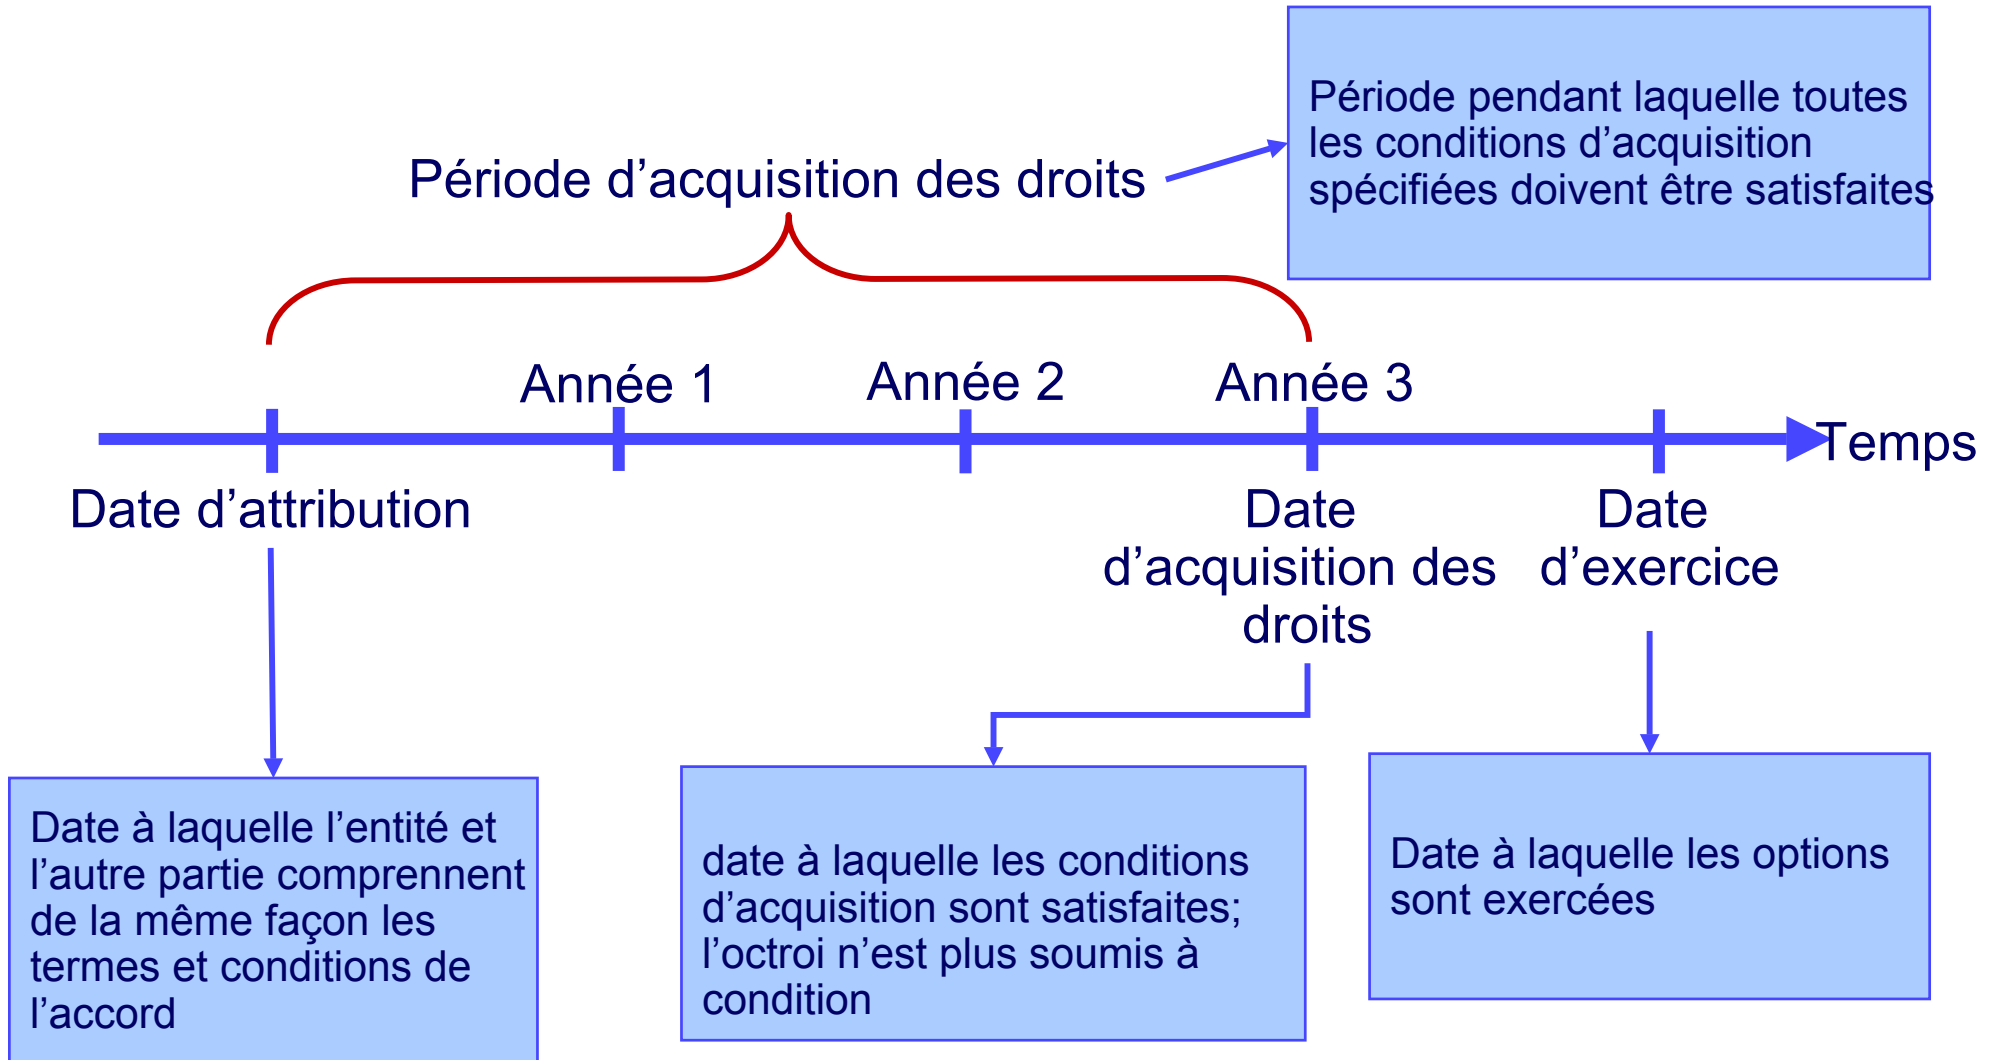 Période pendant laquelle toutes
les conditions d’acquisition
spécifiées doivent être satisfaites
Période d’acquisition des droits
Année 1
Année 2
Année 3
Temps
Date d’attribution
Date
d’acquisition des
droits
Date
d’exercice
Date à laquelle l’entité et
l’autre partie comprennent
de la même façon les
termes et conditions de
l’accord
date à laquelle les conditions
d’acquisition sont satisfaites;
l’octroi n’est plus soumis à
condition
Date à laquelle les options
sont exercées